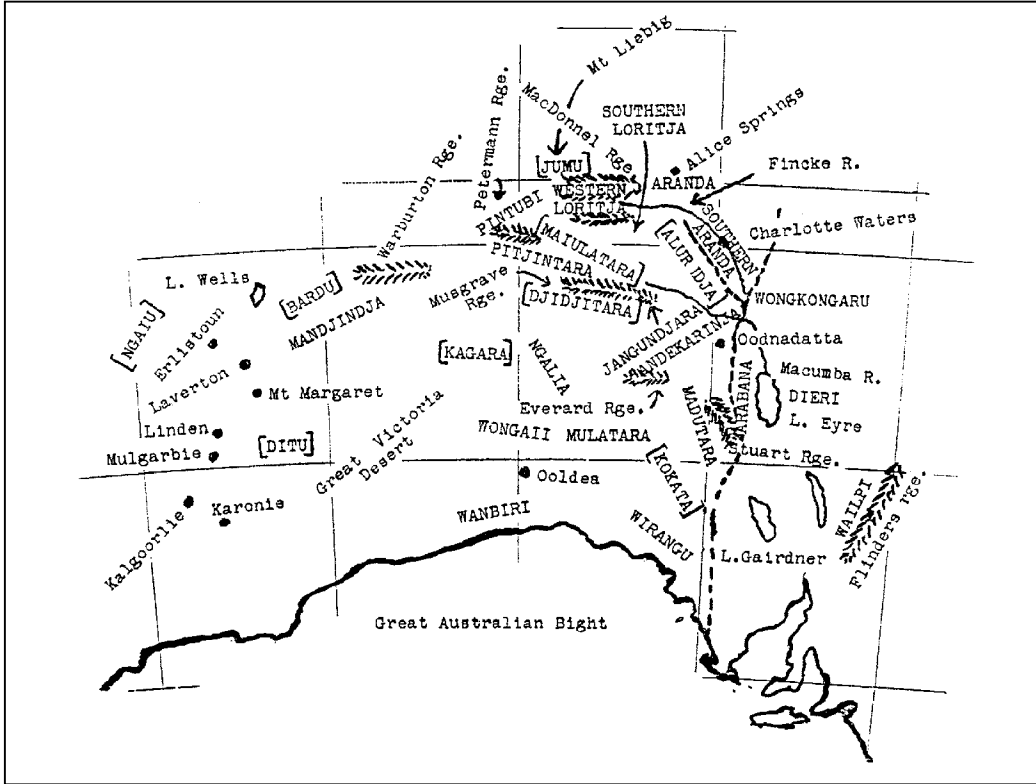 Mt Liebig
Petermann Rge.
MacDonnel Rge
SOUTHERN
LORITJA
Alice Springs
Fincke R.
Warburton Rge.
[JUMU]
ARANDA
WESTERN
LORITJA
PINTUBI
SOUTHERN
ARANDA
Charlotte Waters
[MAIULATARA]
PITJINTARA
[ALUR IDJA]
L. Wells
[BARDU]
Musgrave
Rge.
[DJIDJITARA]
WONGKONGARU
MANDJINDJA
[NGAIU]
Erlistoun
JANGUNDJARA
ANDEKARINJA
Oodnadatta
[KAGARA]
NGALIA
Laverton
Macumba R.
Mt Margaret
DIERI
L. Eyre
ARABANA
MADUTARA
Everard Rge.
Linden
[DITU]
Great Victoria
Desert
WONGAII MULATARA
Mulgarbie
Stuart Rge.
[KOKATA]
Ooldea
WAILPI
Flinders rge.
Karonie
Kalgoorlie
WANBIRI
WIRANGU
L.Gairdner
Great Australian Bight